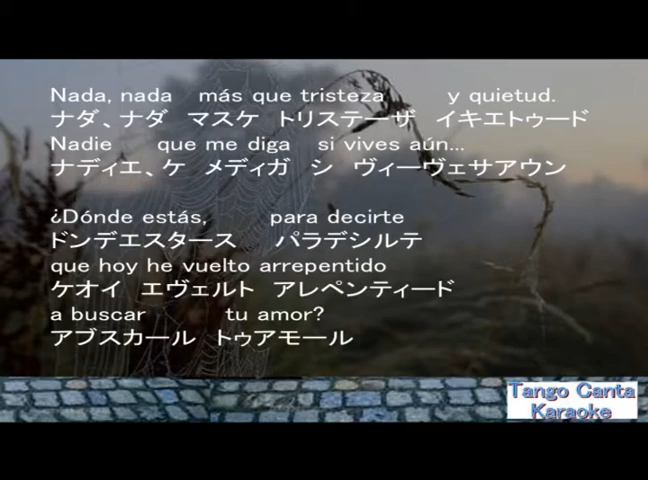 Nada, nada más que tristeza y quietud.
ナダ、ナダ マスケ トリステーザ イキエトゥード
Nadie que me diga si vives aún...
ナディエ、ケ メディガ シ ヴィーヴェサアウン
¿Dónde estás, para decirte
ドンデエスタース パラデシルテ
que hoy he vuelto arrepentido
ケオイ エヴェルト アレペンティード
a buscar tu amor?
アブスカール トゥアモール
Tango Canta
Karaoke